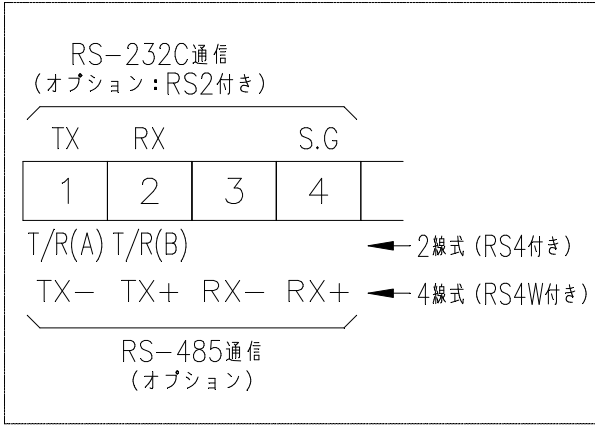 RS-232C通信
(オプション:RS2付き)
TX RX S.G
1 2 3 4
T/R(A) T/R(B) 2線式 (RS4付き)
TX- TX+ RX- RX+ 4線式 (RS4W付き)
RS-485通信
(オプション)